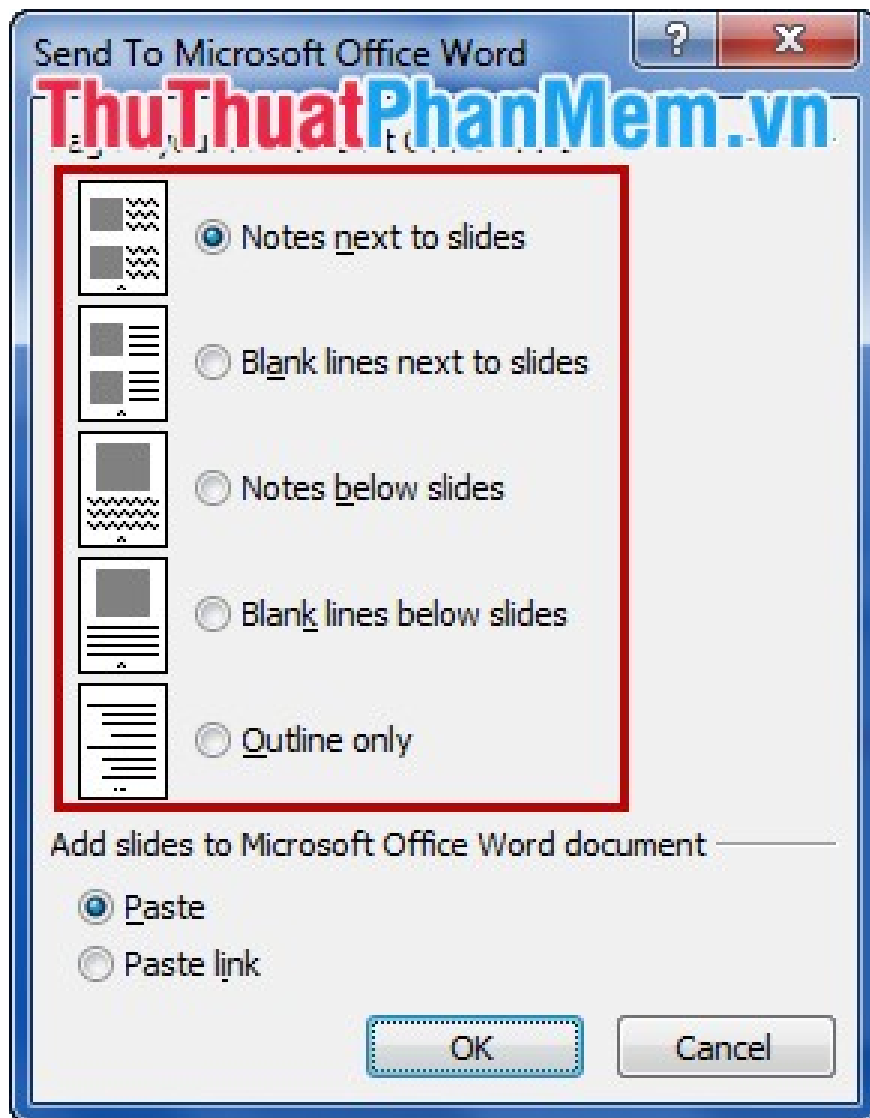 Send To Microsoft Office Word
ThuThuatPhanMem.vn
Notes next to slides
Blank lines next to slides
Notes below slides
Blank lines below slides
Outline only
Add slides to Microsoft Office Word document
Paste
Paste link
OK
Cancel